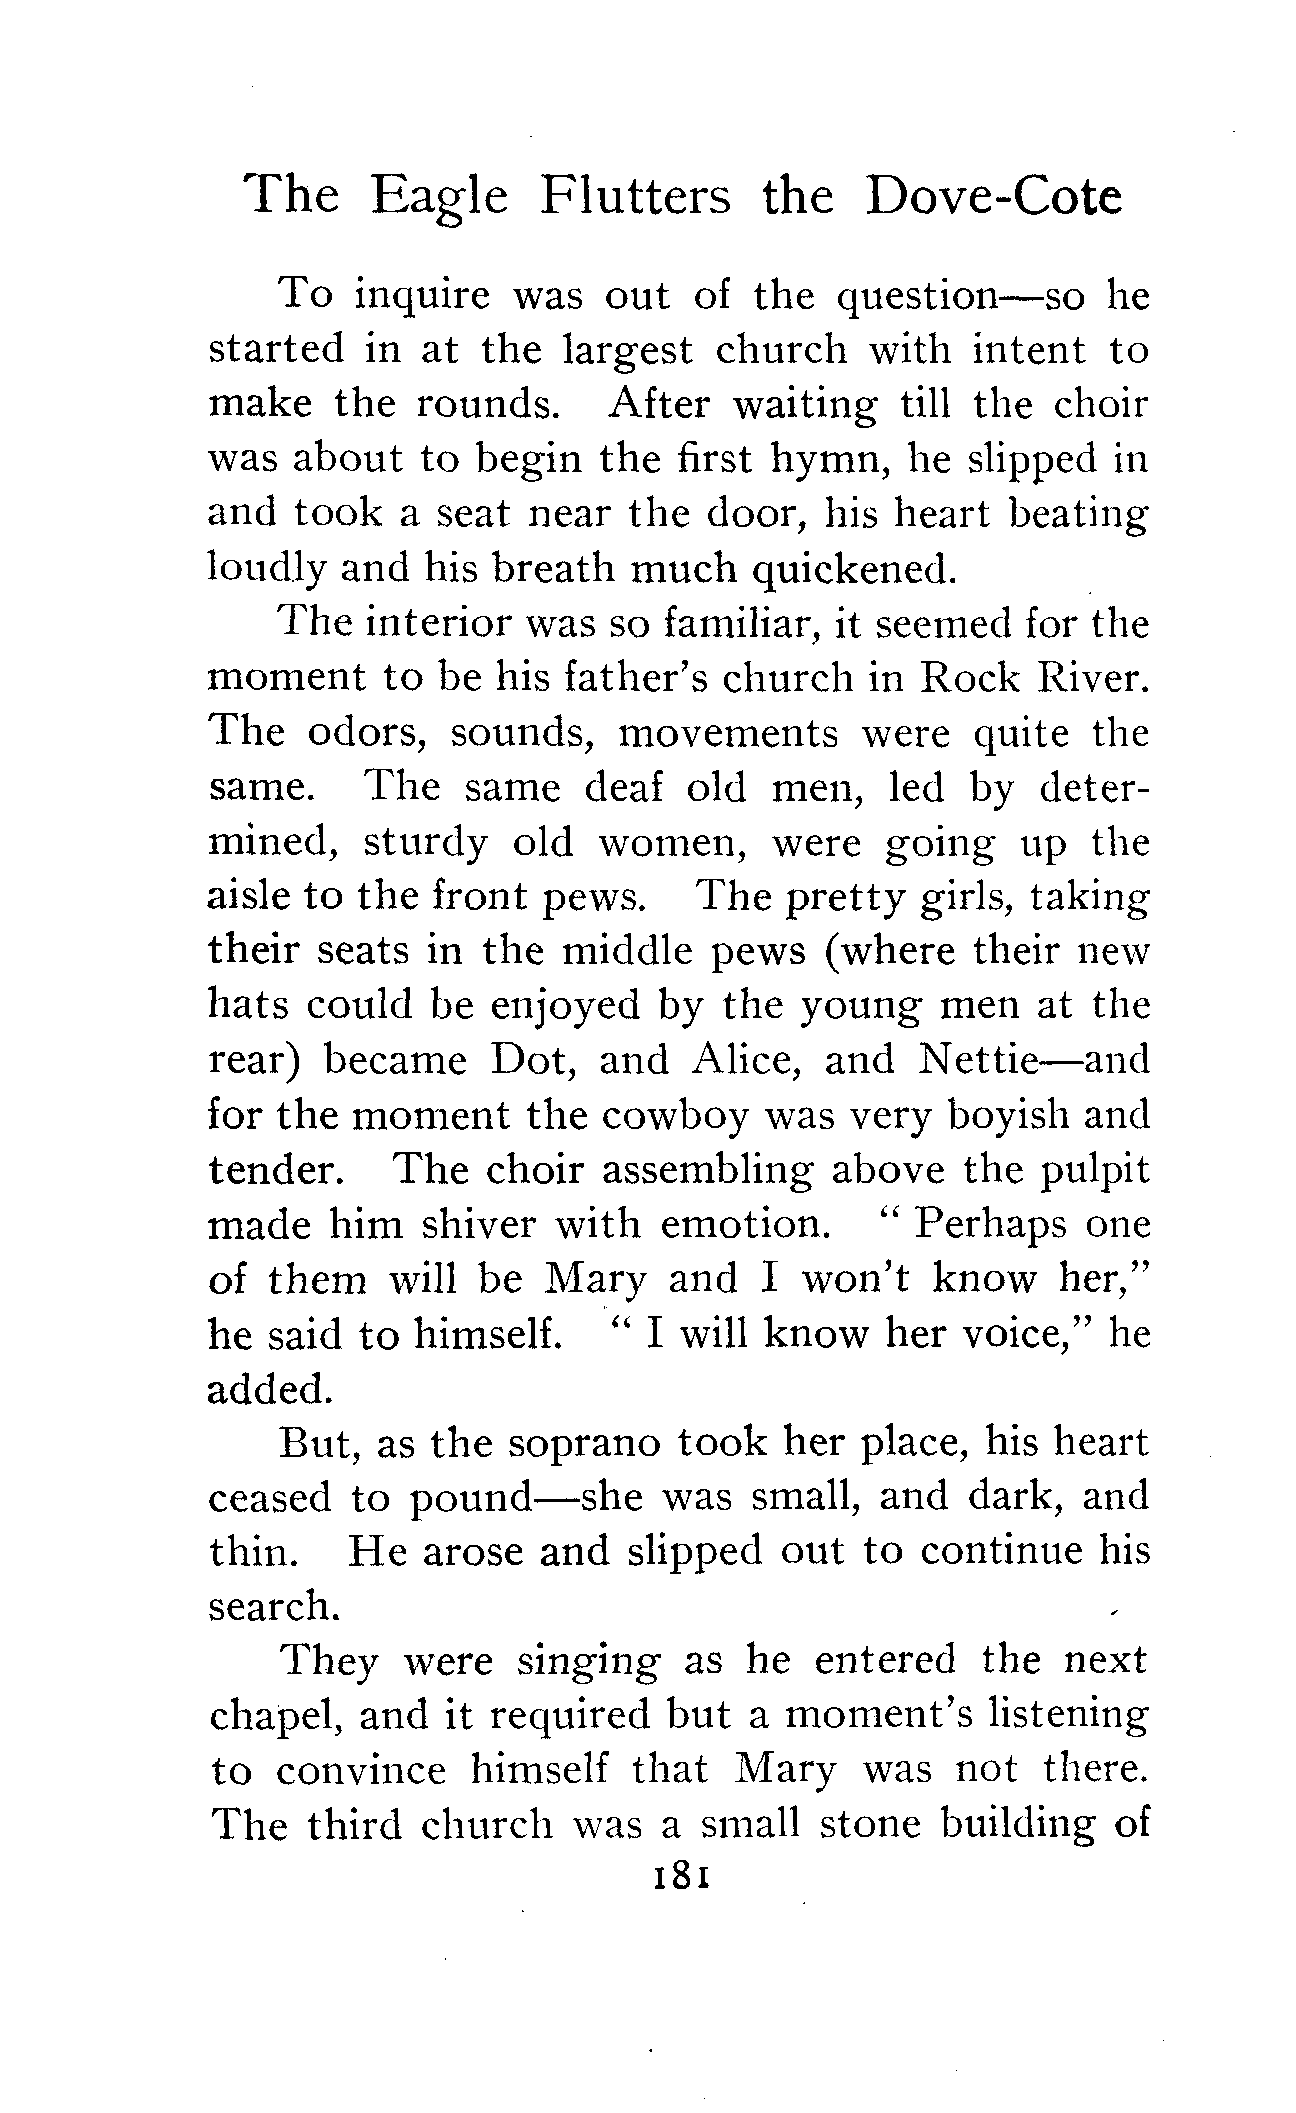 The Eagle Flutters the Dove-Cote
To inquire was out of the question—so he
started in at the largest church with intent to
make the rounds. After waiting till the choir
was about to begin the first hymn, he slipped in
and took a seat near the door, his heart beating
loudly and his breath much quickened.
The interior was so familiar, it seemed for the
moment to be his father's church in Rock River.
The odors, sounds, movements were quite the
same. The same deaf old men, led by deter-
mined, sturdy old women, were going up the
aisle to the front pews. The pretty girls, taking
their seats in the middle pews (where their new
hats could be enjoyed by the young men at the
rear) became Dot, and Alice, and Nettie—and
for the moment the cowboy was very boyish and
tender. The choir assembling above the pulpit
made him shiver with emotion. “ Perhaps one
of them will be Mary and I won't know her,”
he said to himself. “ I will know her voice,” he
added.
But, as the soprano took her place, his heart
ceased to pound—she was small, and dark, and
thin. He arose and slipped out to continue his
search.
They were singing as he entered the next
chapel, and it required but a moment's listening
to convince himself that Mary was not there.
The third church was a small stone building of
181